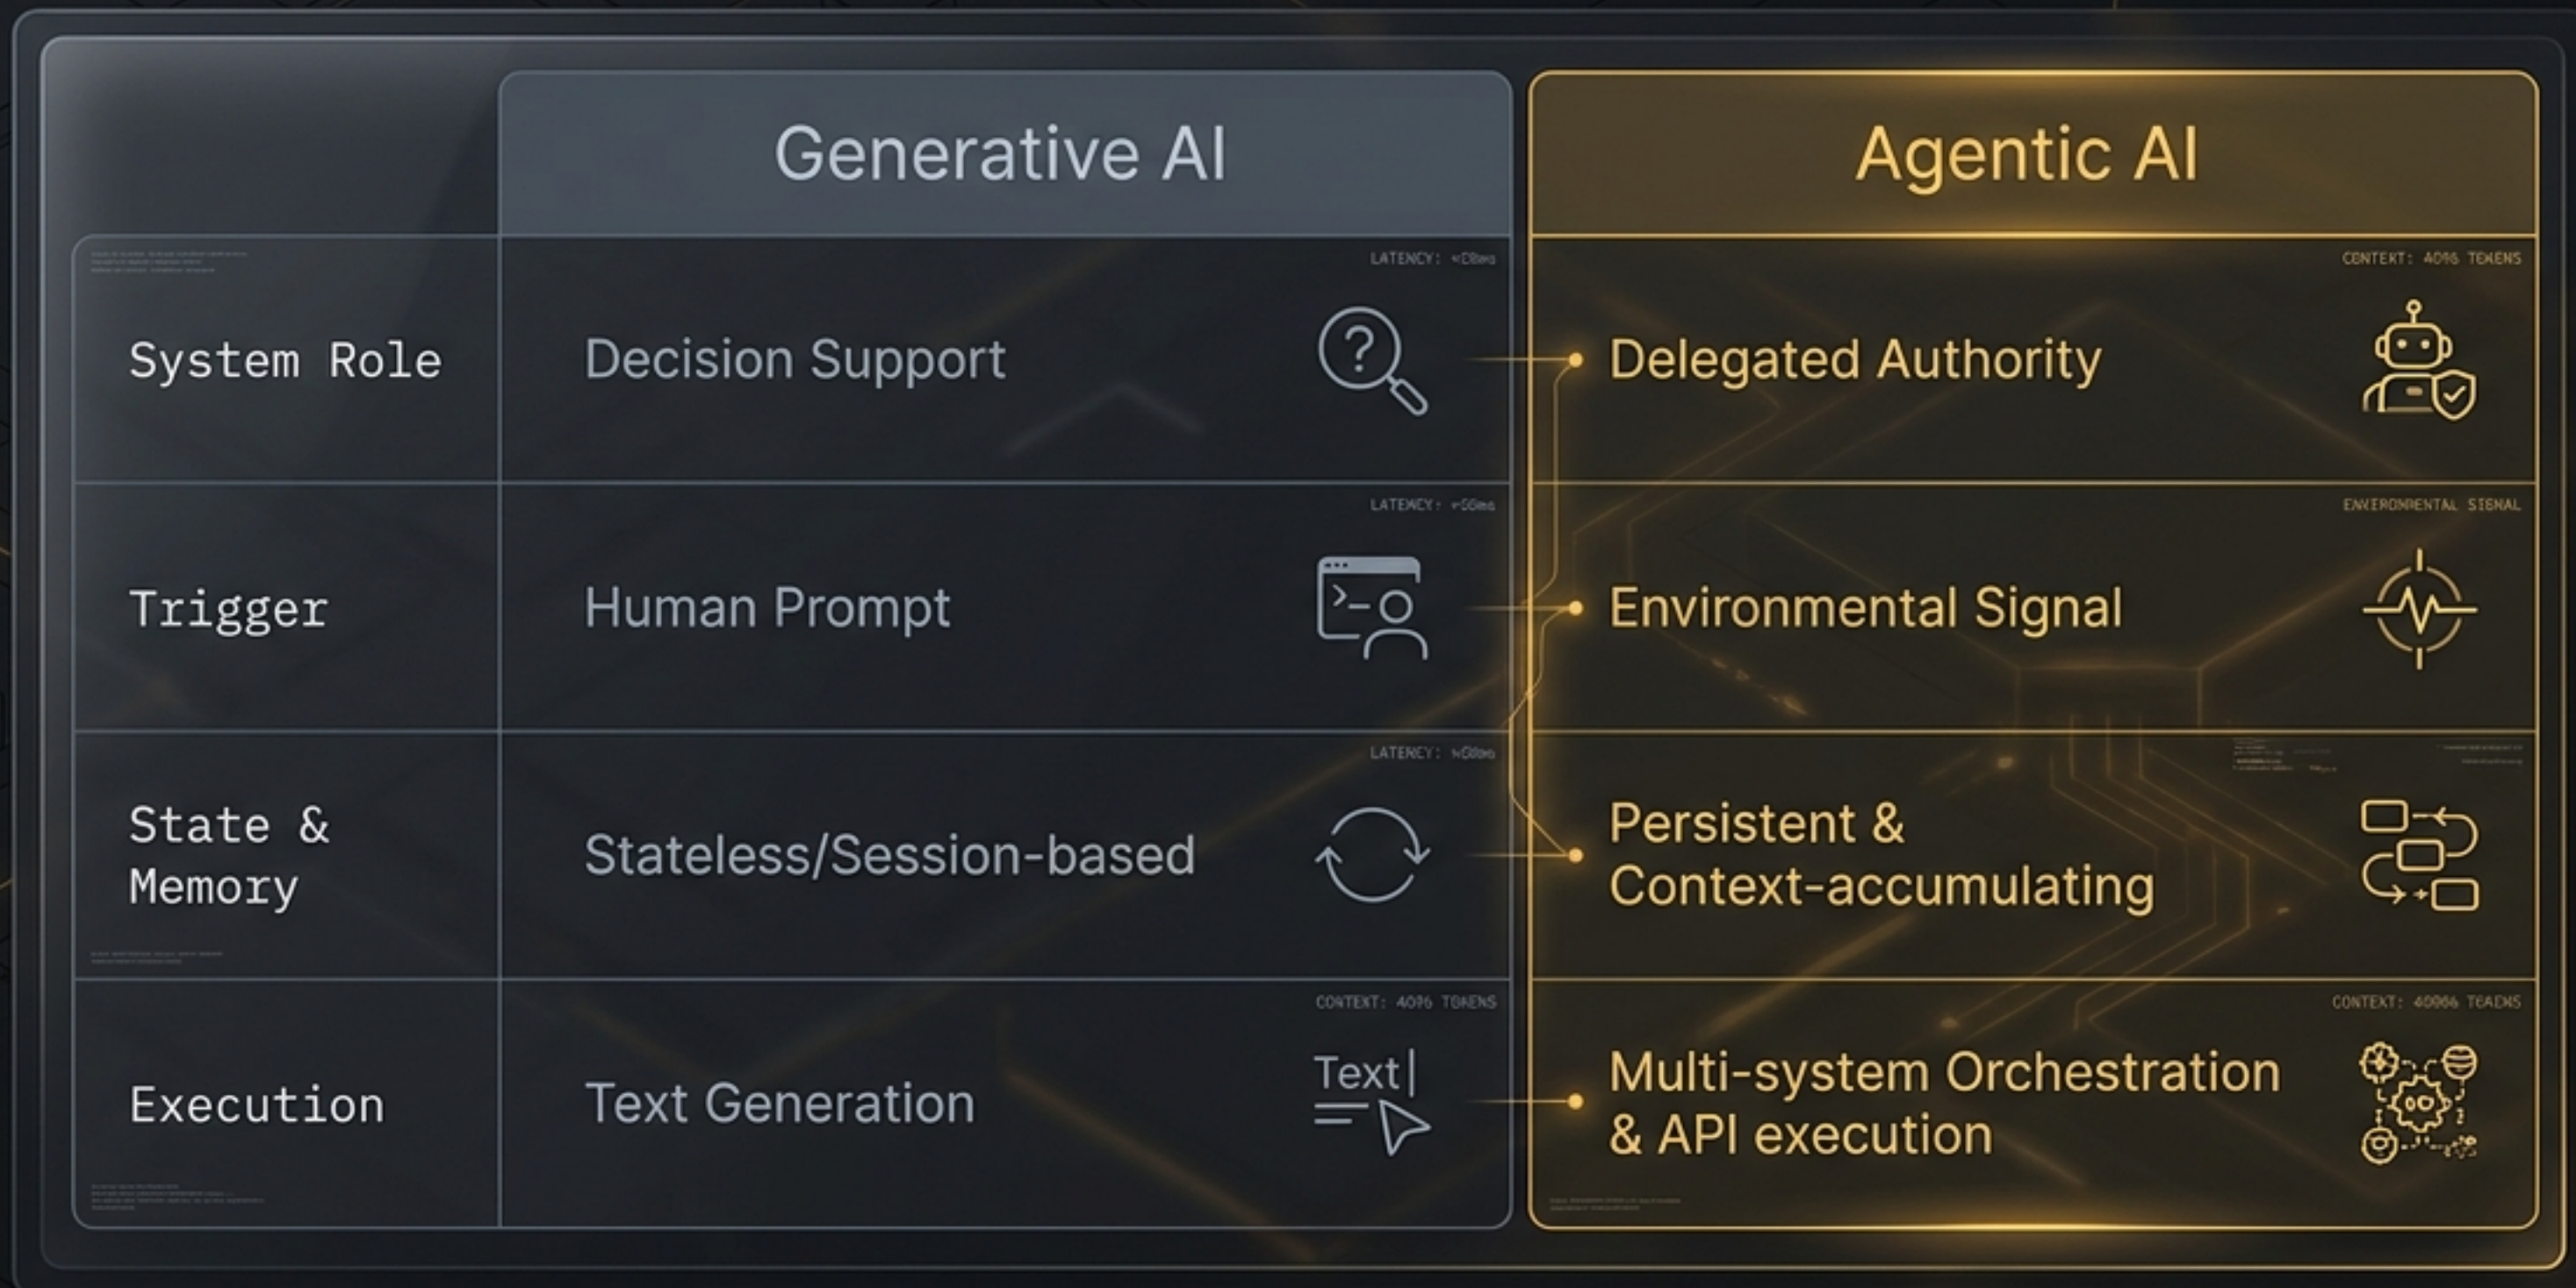 Generative AI
Agentic AI
LATENCY:
CONTEXT: 4096 TOKENS
System Role
Decision Support
Delegated Authority
LATENCY:
ENVIRONMENTAL SIGNAL
Trigger
Human Prompt
Environmental Signal
LATENCY:
State &
Memory
Stateless/Session-based
Persistent &
Context-accumulating
CONTEXT: 4096 TOKENS
CONTEXT:
Execution
Text Generation
Text
Multi-system Orchestration
& API execution